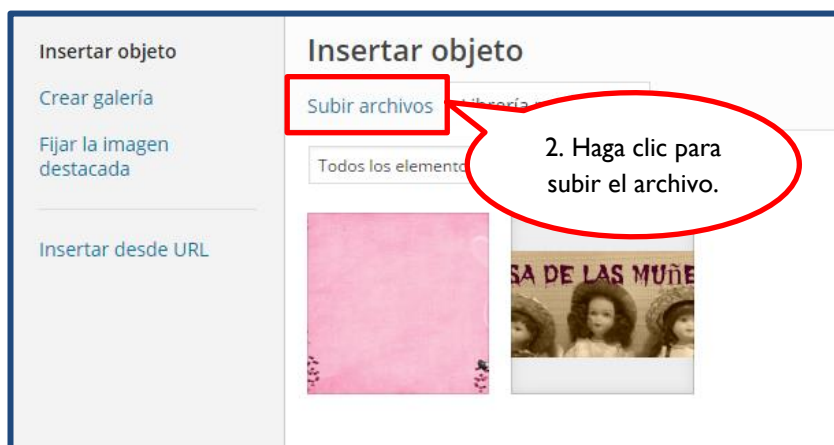 Insertar objeto
Crear galería
Fijar la imagen
destacada
Insertar desde URL
Insertar objeto
Subir archivos
Todos los elemento
2. Haga clic para
subir el archivo.
SA DE LAS MUÑE